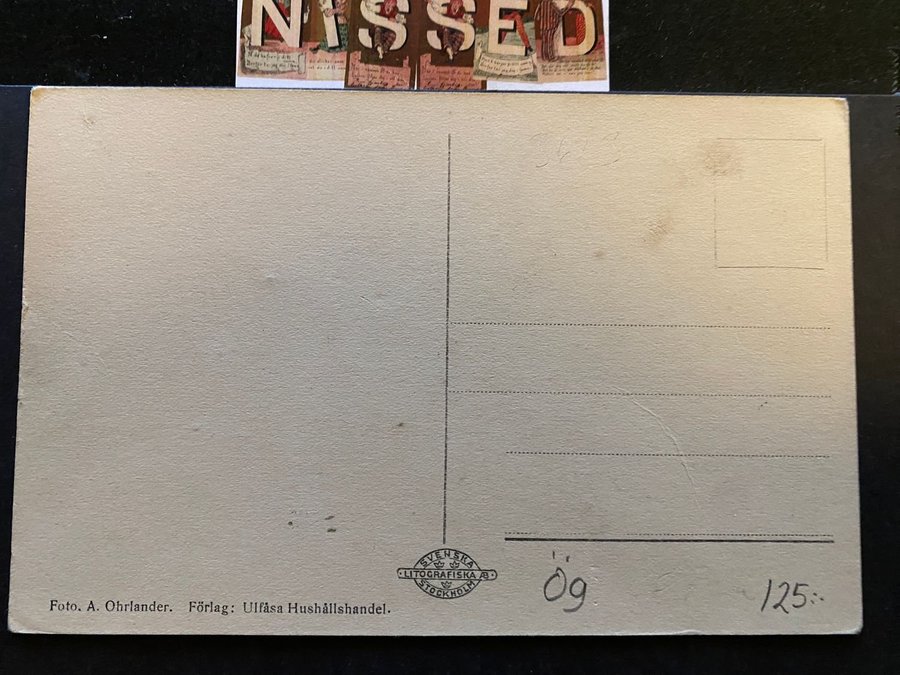 NISSED
SVENSKA
LITOGRAFISKA AB
STOCKHOLM
Foto. A. Ohrlander. Förlag: Ulfåsa Hushållshandel.
Ög
125:-